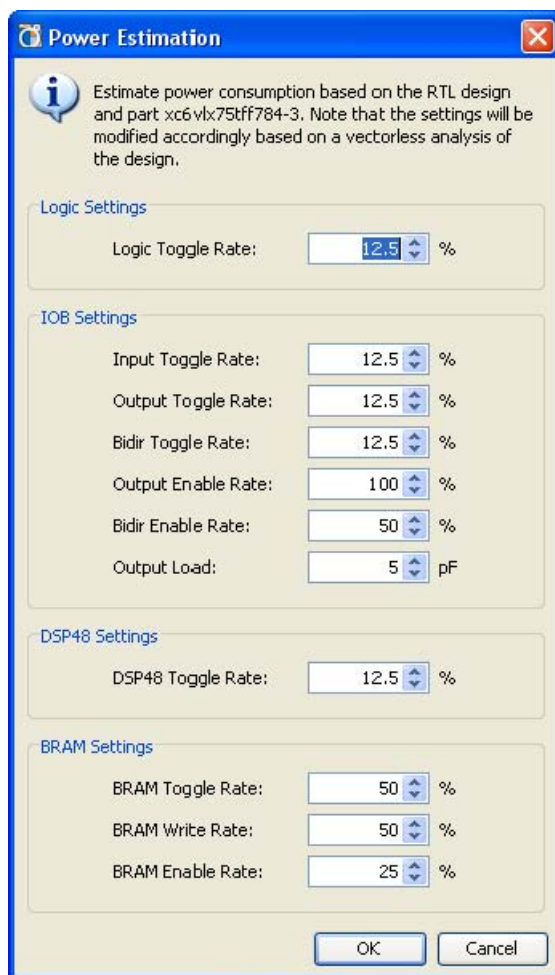 Power Estimation
Estimate power consumption based on the RTL design
and part xc6vlx75tff784-3. Note that the settings will be
modified accordingly based on a vectorless analysis of
the design.
Logic Settings
Logic Toggle Rate: 12.5 %
IOB Settings
Input Toggle Rate: 12.5 %
Output Toggle Rate: 12.5 %
Bidir Toggle Rate: 12.5 %
Output Enable Rate: 100 %
Bidir Enable Rate: 50 %
Output Load: 5 pF
DSP48 Settings
DSP48 Toggle Rate: 12.5 %
BRAM Settings
BRAM Toggle Rate: 50 %
BRAM Write Rate: 50 %
BRAM Enable Rate: 25 %
OK Cancel